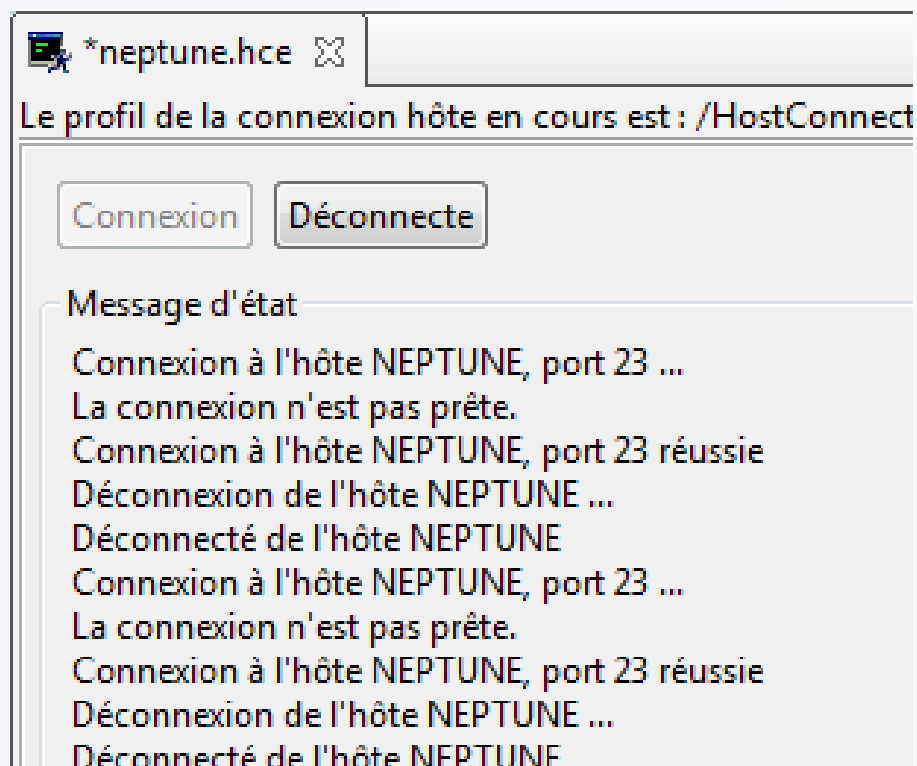 *neptune.hce
Le profil de la connexion hôte en cours est : /HostConnect
Connexion Déconnecte
Message d'état
Connexion à l'hôte NEPTUNE, port 23 ...
La connexion n'est pas prête.
Connexion à l'hôte NEPTUNE, port 23 réussie
Déconnexion de l'hôte NEPTUNE ...
Déconnecté de l'hôte NEPTUNE
Connexion à l'hôte NEPTUNE, port 23 ...
La connexion n'est pas prête.
Connexion à l'hôte NEPTUNE, port 23 réussie
Déconnexion de l'hôte NEPTUNE ...
Déconnecté de l'hôte NEPTUNE